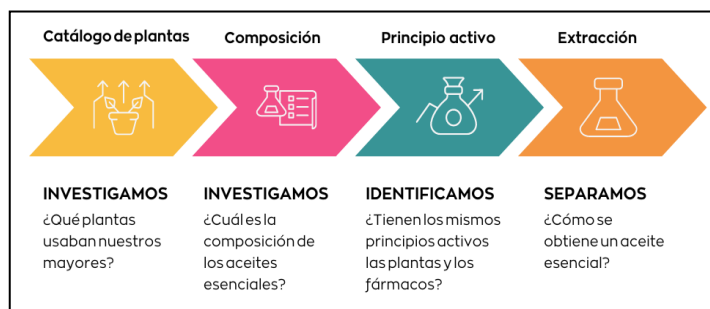 Catálogo de plantas
Composición
Principio activo
Extracción
INVESTIGAMOS
¿Qué plantas
usaban nuestros
mayores?
INVESTIGAMOS
¿Cuál es la
composición de
los aceites
esenciales?
IDENTIFICAMOS
¿Tienen los mismos
principios activos
las plantas y los
fármacos?
SEPARAMOS
¿Cómo se
obtiene un aceite
esencial?